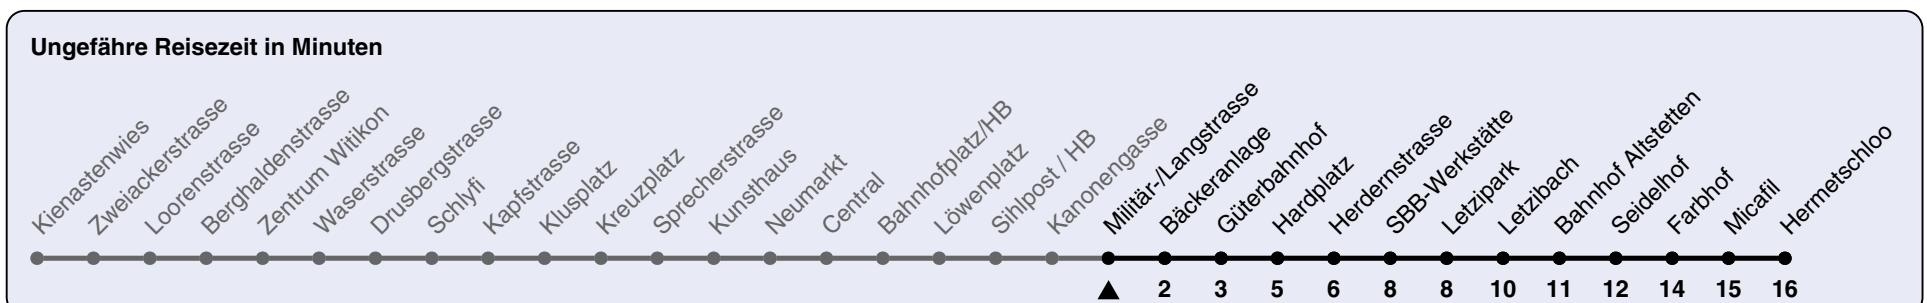 Ungefähre Reisezeit in Minuten
Kienastenwies
Zweiackerstrasse
Loorenstrasse
Berghaldenstrasse
Zentrum Witikon
Waserstrasse
Drusbergstrasse
Schlyfi
Kapfstrasse
Klusplatz
Kreuzplatz
Sprecherstrasse
Kunsthaus
Neumarkt
Central
Bahnhofplatz/HB
Löwenplatz
Sihlpost / HB
Kanonengasse
Militär-/Langstrasse
Bäckeranlage
Güterbahnhof
Hardplatz
Herdernstrasse
SBB-Werkstätte
Letzipark
Letzibach
Bahnhof Altstetten
Seidelhof
Farbhof
Micafil
Hermetschloo
2 3 5 6 8 8 10 11 12 14 15 16